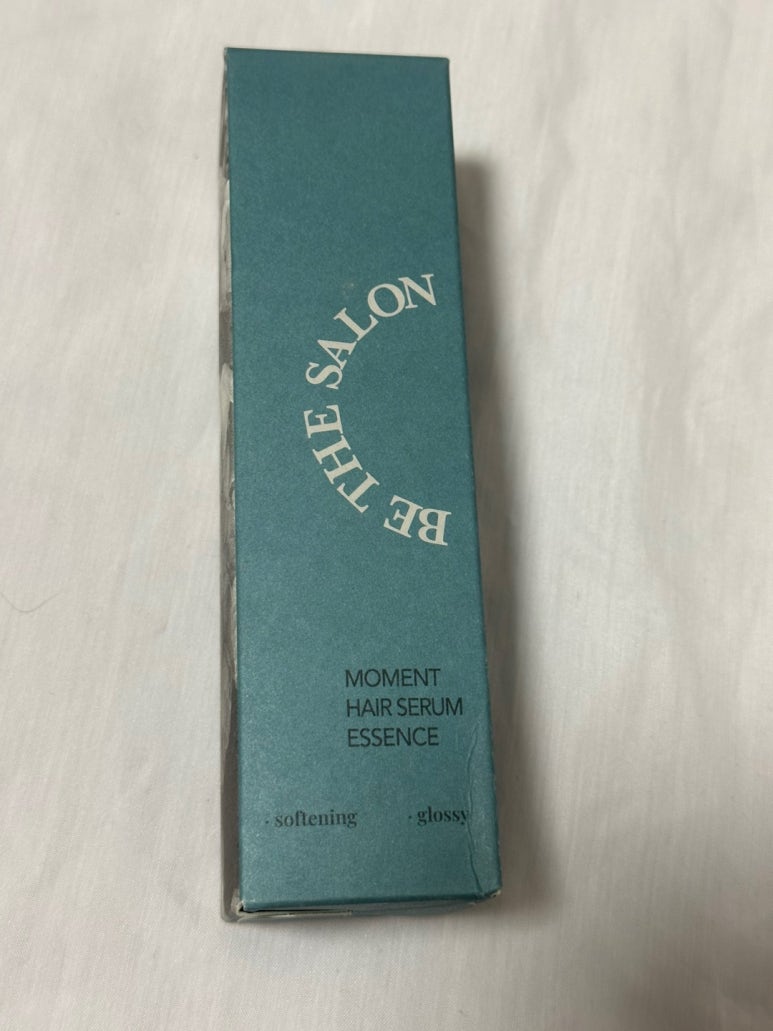 BE THE SALON
MOMENT
HAIR SERUM
ESSENCE
· softening · glossy